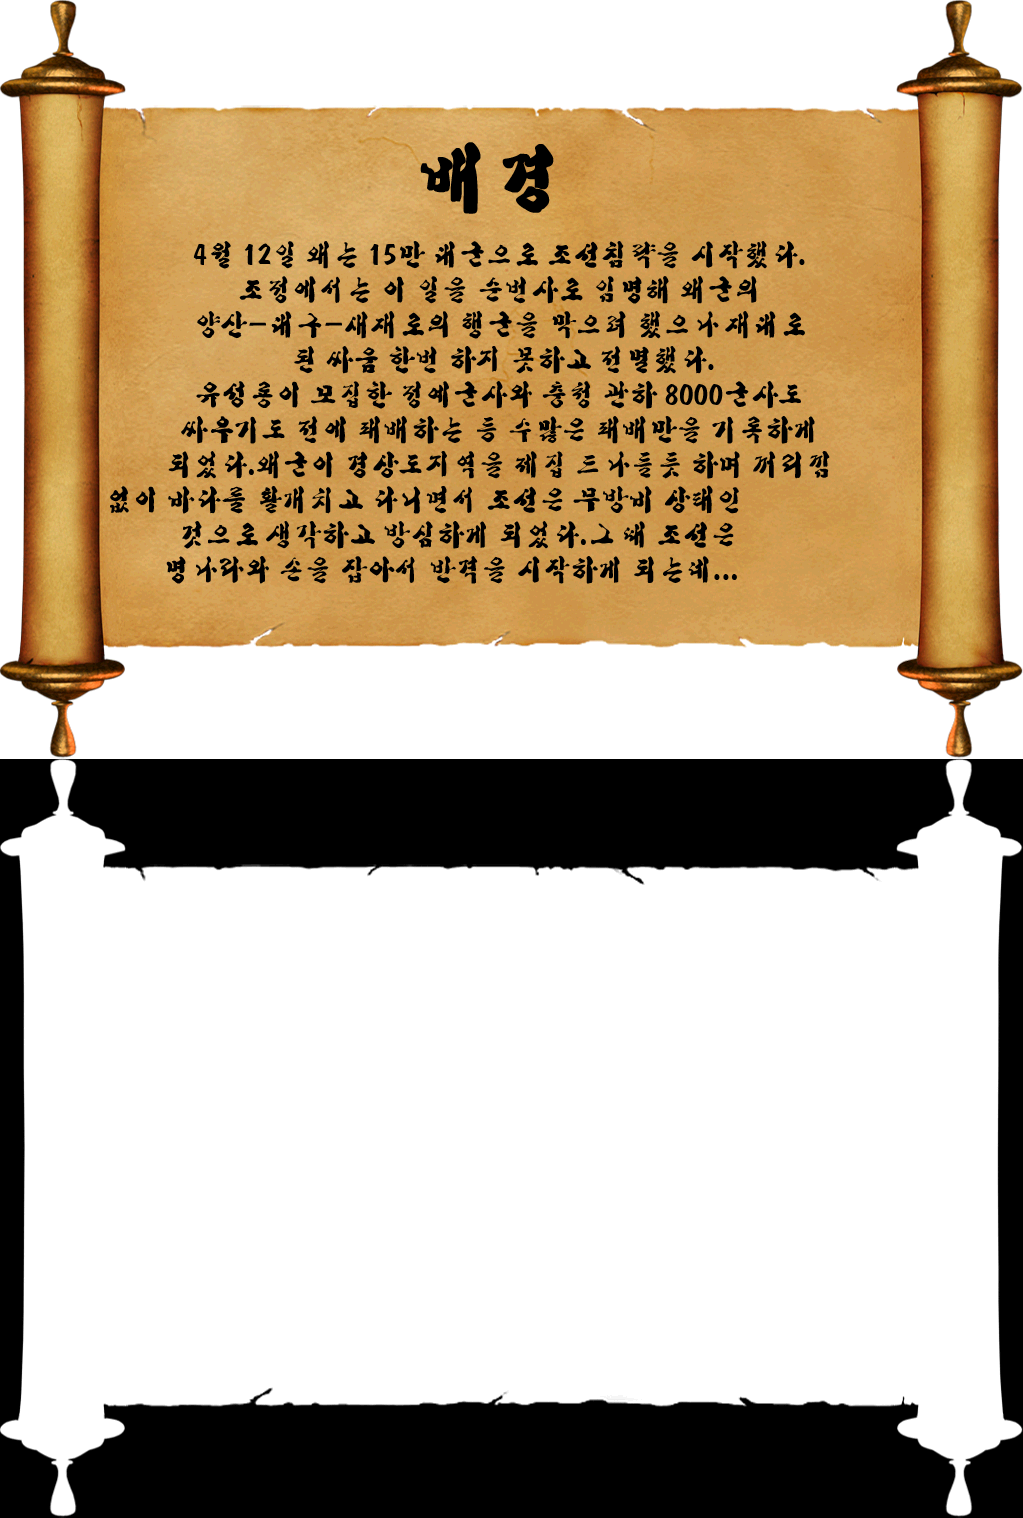 배경
4월 12일 왜는 15만 대군으로 조선침략을 시작했다.
조정에서는 이 일을 순변사로 임명해 왜군의
양산-대구-새재로의 행군을 막으려 했으나 제대로
된 싸움 한번 하지 못하고 전멸했다.
유성룡이 모집한 정예군사와 충청 관하 8000군사도
싸우기도 전에 패배하는 등 수많은 패배만을 기록하게
되었다.왜군이 경상도지역을 제집 드나들듯 하며 꺼리낌
없이 바다를 활개치고 다니면서 조선은 무방비 상태인
것으로 생각하고 방심하게 되었다.그 때 조선은
명나라와 손을 잡아서 반격을 시작하게 되는데...